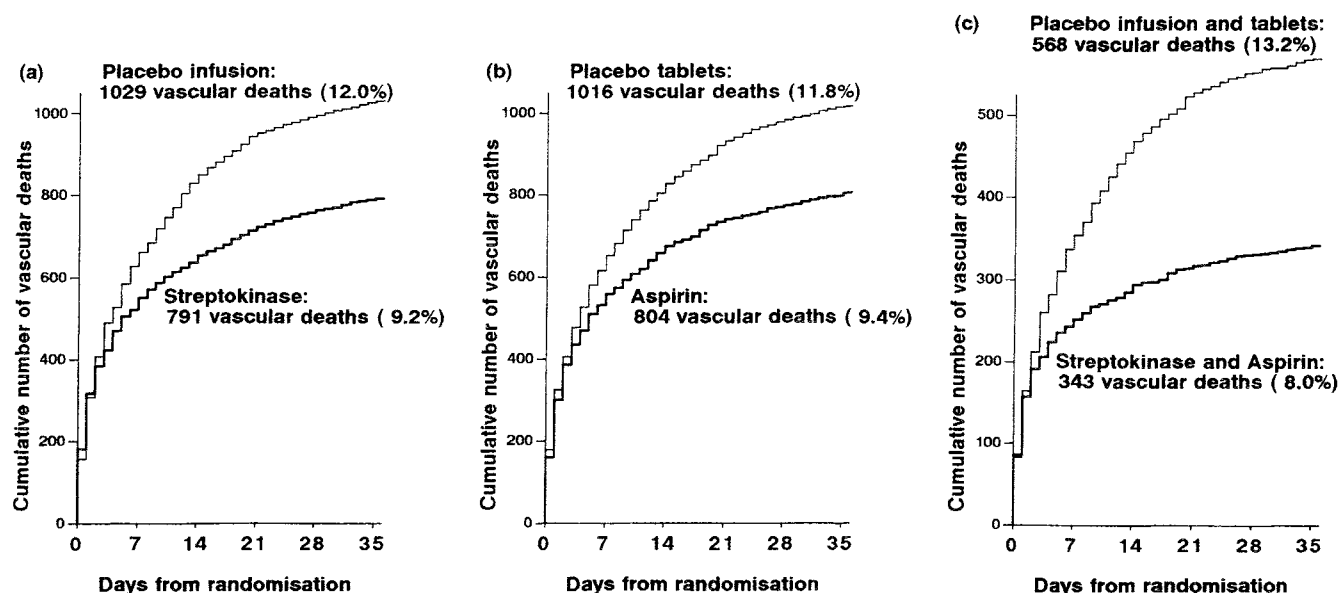 (a)
Placebo infusion:
1029 vascular deaths (12.0%)
Cumulative number of vascular deaths
1000
800
600
400
200
0
Streptokinase:
791 vascular deaths ( 9.2%)
0 7 14 21 28 35
Days from randomisation
(b)
Placebo tablets:
1016 vascular deaths (11.8%)
Cumulative number of vascular deaths
1000
800
600
400
200
0
Aspirin:
804 vascular deaths ( 9.4%)
0 7 14 21 28 35
Days from randomisation
(c)
Placebo infusion and tablets:
568 vascular deaths (13.2%)
Cumulative number of vascular deaths
500
400
300
200
100
0
Streptokinase and Aspirin:
343 vascular deaths ( 8.0%)
0 7 14 21 28 35
Days from randomisation